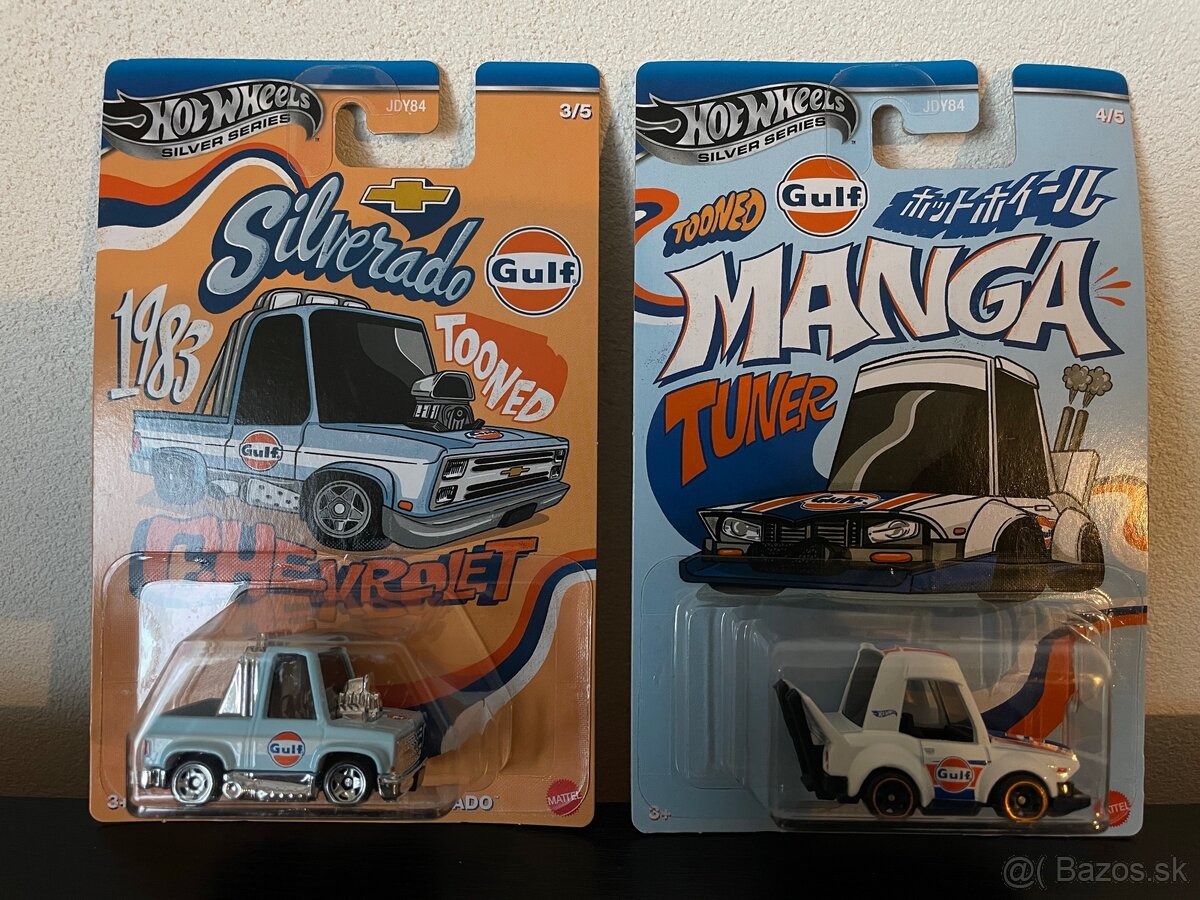 HOT WHEELS
SILVER SERIES
JDY84
3/5
Silverado
Gulf
1983
TOONED
Gulf
CHEVROLET
Gulf
3+
ADO
MATTEL
HOT WHEELS
SILVER SERIES
JDY84
4/5
TOONED
Gulf
ホットホイール
MANGA
TUNER
Gulf
Gulf
3+
MATTEL
@( Bazos.sk